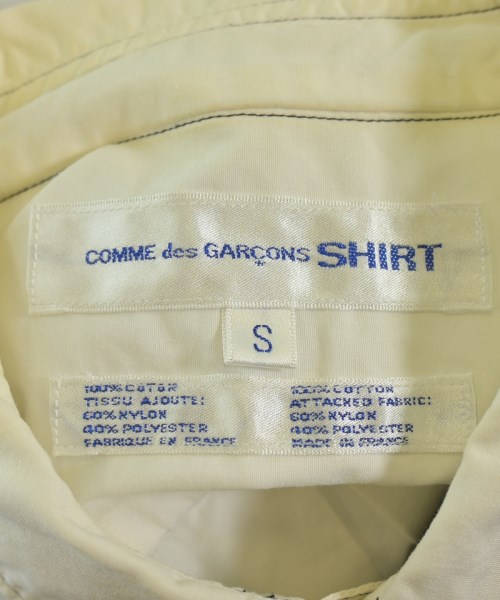 COMME des GARÇONS SHIRT
S
100% COTON
TISSU AJOUTE:
60% NYLON
40% POLYESTER
FABRIQUE EN FRANCE
100% COTTON
ATTACHED FABRIC:
60% NYLON
40% POLYESTER
MADE IN FRANCE